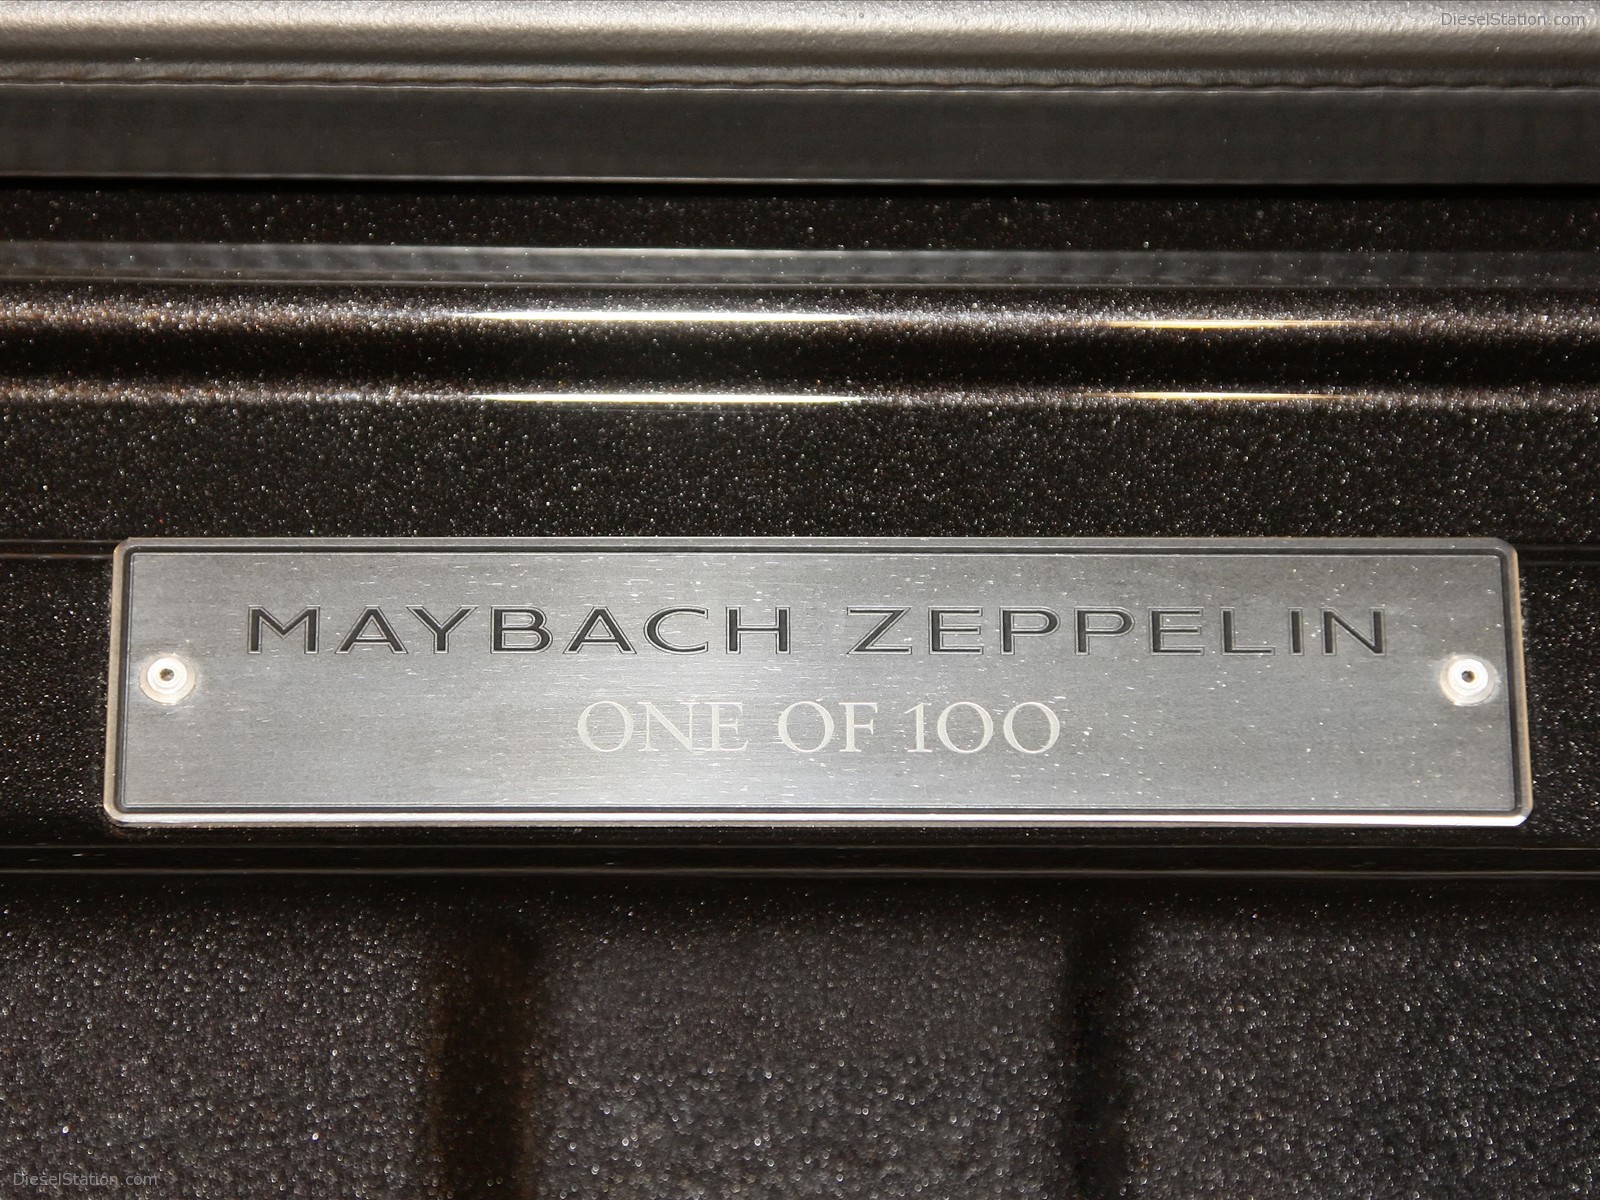 DieselStation.com
MAYBACH ZEPPELIN
ONE OF 100
DieselStation.com